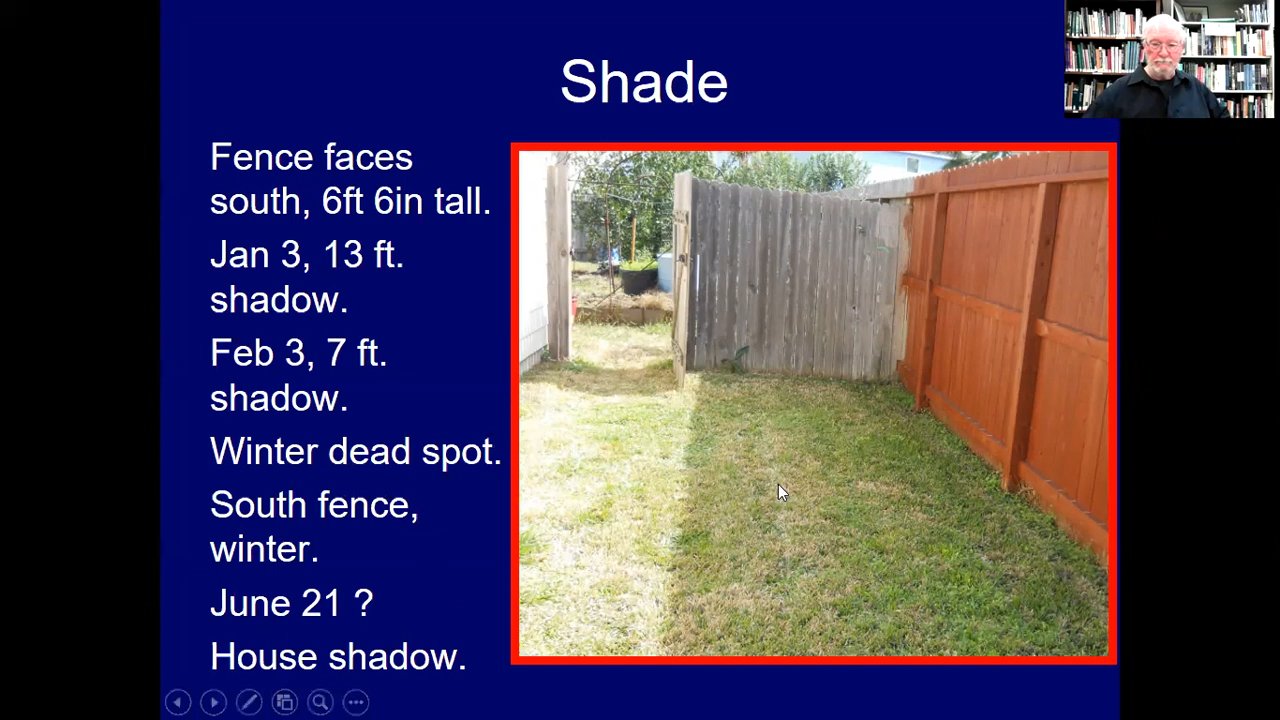 Shade
Fence faces
south, 6ft 6in tall.
Jan 3, 13 ft.
shadow.
Feb 3, 7 ft.
shadow.
Winter dead spot.
South fence,
winter.
June 21 ?
House shadow.